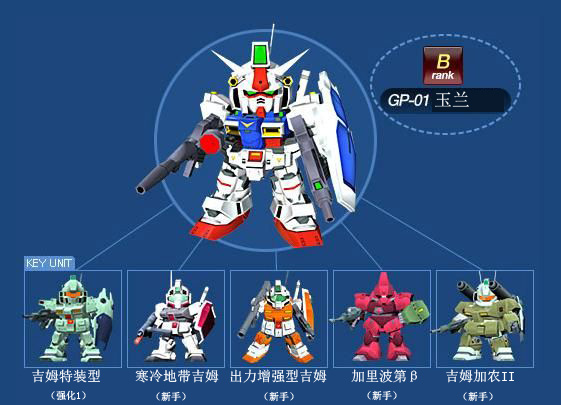 B
rank
GP-01 玉兰
KEY UNIT
吉姆特装型 寒冷地带吉姆 出力增强型吉姆 加里波第β 吉姆加农II
（强化1） （新手） （新手） （新手） （新手）